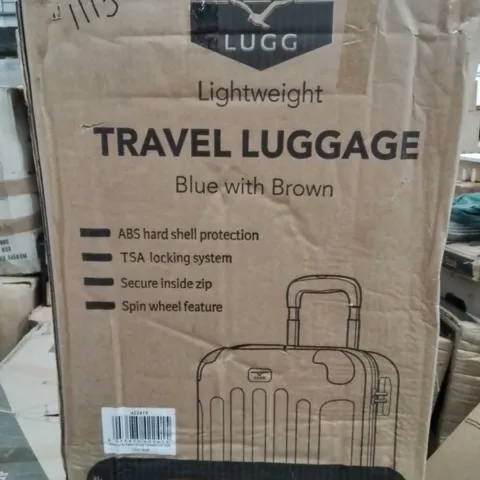 LUGG
Lightweight
TRAVEL LUGGAGE
Blue with Brown
ABS hard shell protection
TSA locking system
Secure inside zip
Spin wheel feature